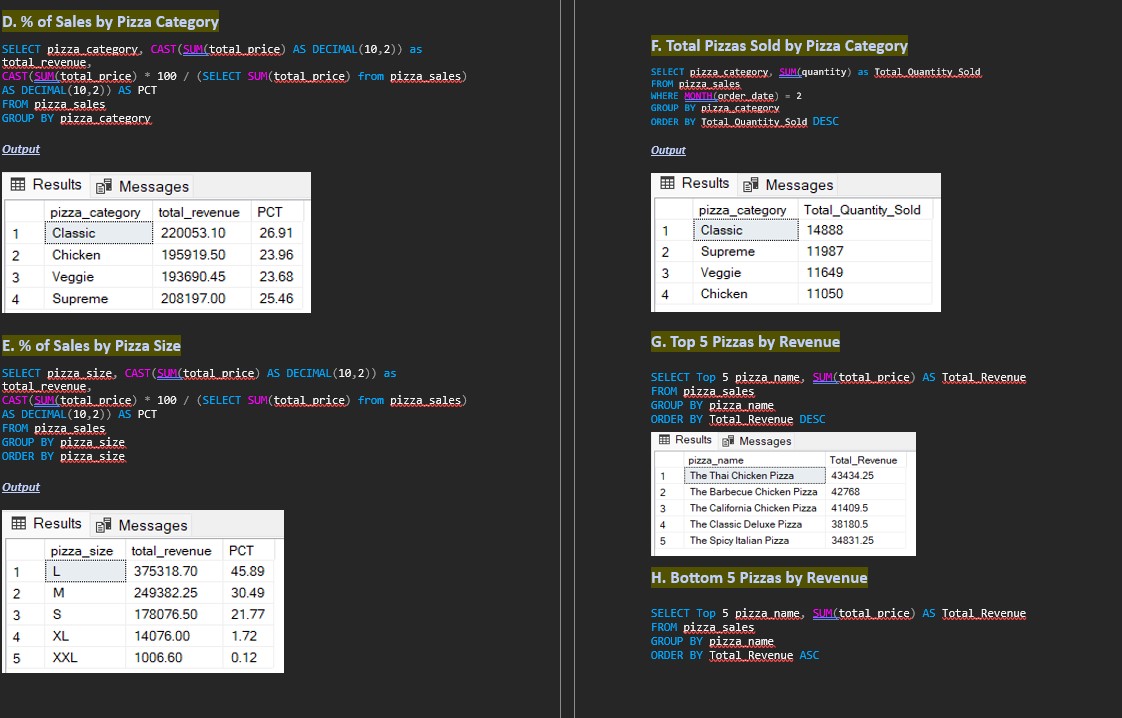 D. % of Sales by Pizza Category
SELECT pizza_category, CAST(SUM(total_price) AS DECIMAL(10,2)) as
total_revenue,
CAST(SUM(total_price) * 100 / (SELECT SUM(total_price) from pizza_sales)
AS DECIMAL(10,2)) AS PCT
FROM pizza_sales
GROUP BY pizza_category
Output
Results Messages
pizza_category total_revenue PCT
1 Classic 220053.10 26.91
2 Chicken 195919.50 23.96
3 Veggie 193690.45 23.68
4 Supreme 208197.00 25.46
E. % of Sales by Pizza Size
SELECT pizza_size, CAST(SUM(total_price) AS DECIMAL(10,2)) as
total_revenue,
CAST(SUM(total_price) * 100 / (SELECT SUM(total_price) from pizza_sales)
AS DECIMAL(10,2)) AS PCT
FROM pizza_sales
GROUP BY pizza_size
ORDER BY pizza_size
Output
Results Messages
pizza_size total_revenue PCT
1 L 375318.70 45.89
2 M 249382.25 30.49
3 S 178076.50 21.77
4 XL 14076.00 1.72
5 XXL 1006.60 0.12
F. Total Pizzas Sold by Pizza Category
SELECT pizza_category, SUM(quantity) as Total_Quantity_Sold
FROM pizza_sales
WHERE MONTH(order_date) = 2
GROUP BY pizza_category
ORDER BY Total_Quantity_Sold DESC
Output
Results Messages
pizza_category Total_Quantity_Sold
1 Classic 14888
2 Supreme 11987
3 Veggie 11649
4 Chicken 11050
G. Top 5 Pizzas by Revenue
SELECT Top 5 pizza_name, SUM(total_price) AS Total_Revenue
FROM pizza_sales
GROUP BY pizza_name
ORDER BY Total_Revenue DESC
Results Messages
pizza_name Total_Revenue
1 The Thai Chicken Pizza 43434.25
2 The Barbecue Chicken Pizza 42768
3 The California Chicken Pizza 41409.5
4 The Classic Deluxe Pizza 38180.5
5 The Spicy Italian Pizza 34831.25
H. Bottom 5 Pizzas by Revenue
SELECT Top 5 pizza_name, SUM(total_price) AS Total_Revenue
FROM pizza_sales
GROUP BY pizza_name
ORDER BY Total_Revenue ASC